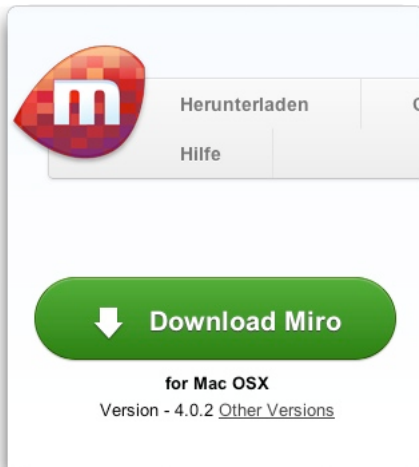 m
Herunterladen
Hilfe
Download Miro
for Mac OSX
Version - 4.0.2 Other Versions